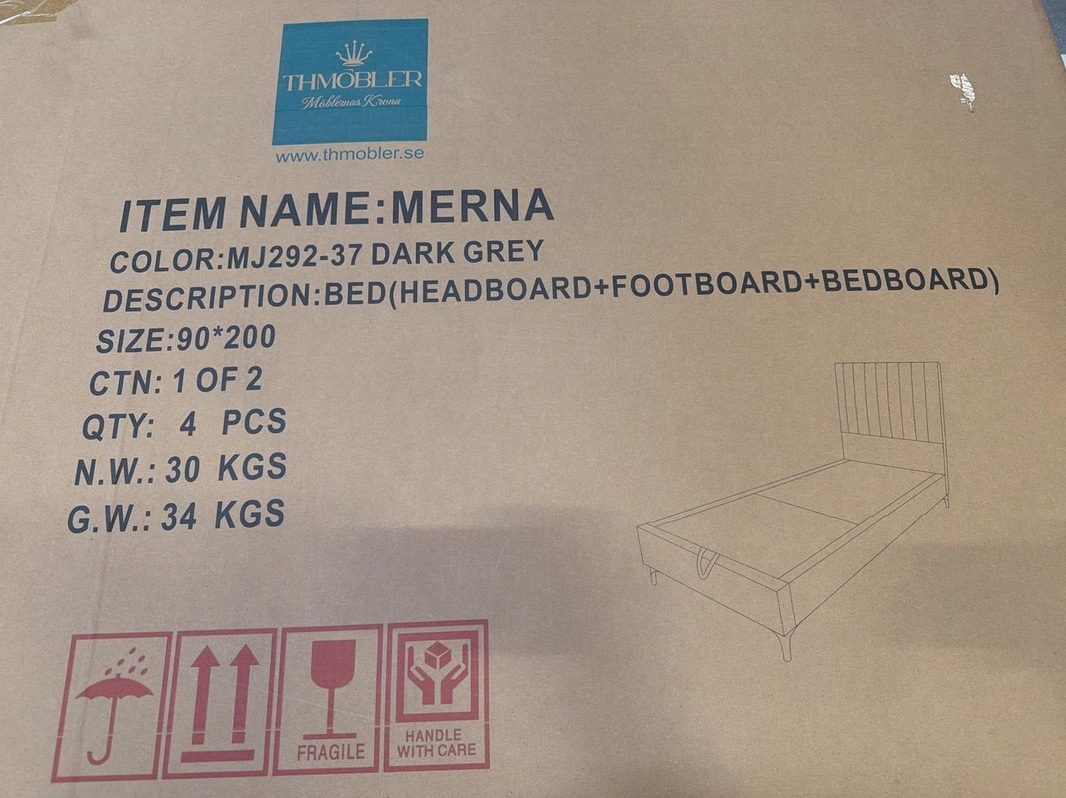 THMÖBLER
Möblernas Krona
www.thmobler.se
ITEM NAME:MERNA
COLOR:MJ292-37 DARK GREY
DESCRIPTION:BED(HEADBOARD+FOOTBOARD+BEDBOARD)
SIZE:90*200
CTN: 1 OF 2
QTY: 4 PCS
N.W.: 30 KGS
G.W.: 34 KGS
FRAGILE
HANDLE
WITH CARE